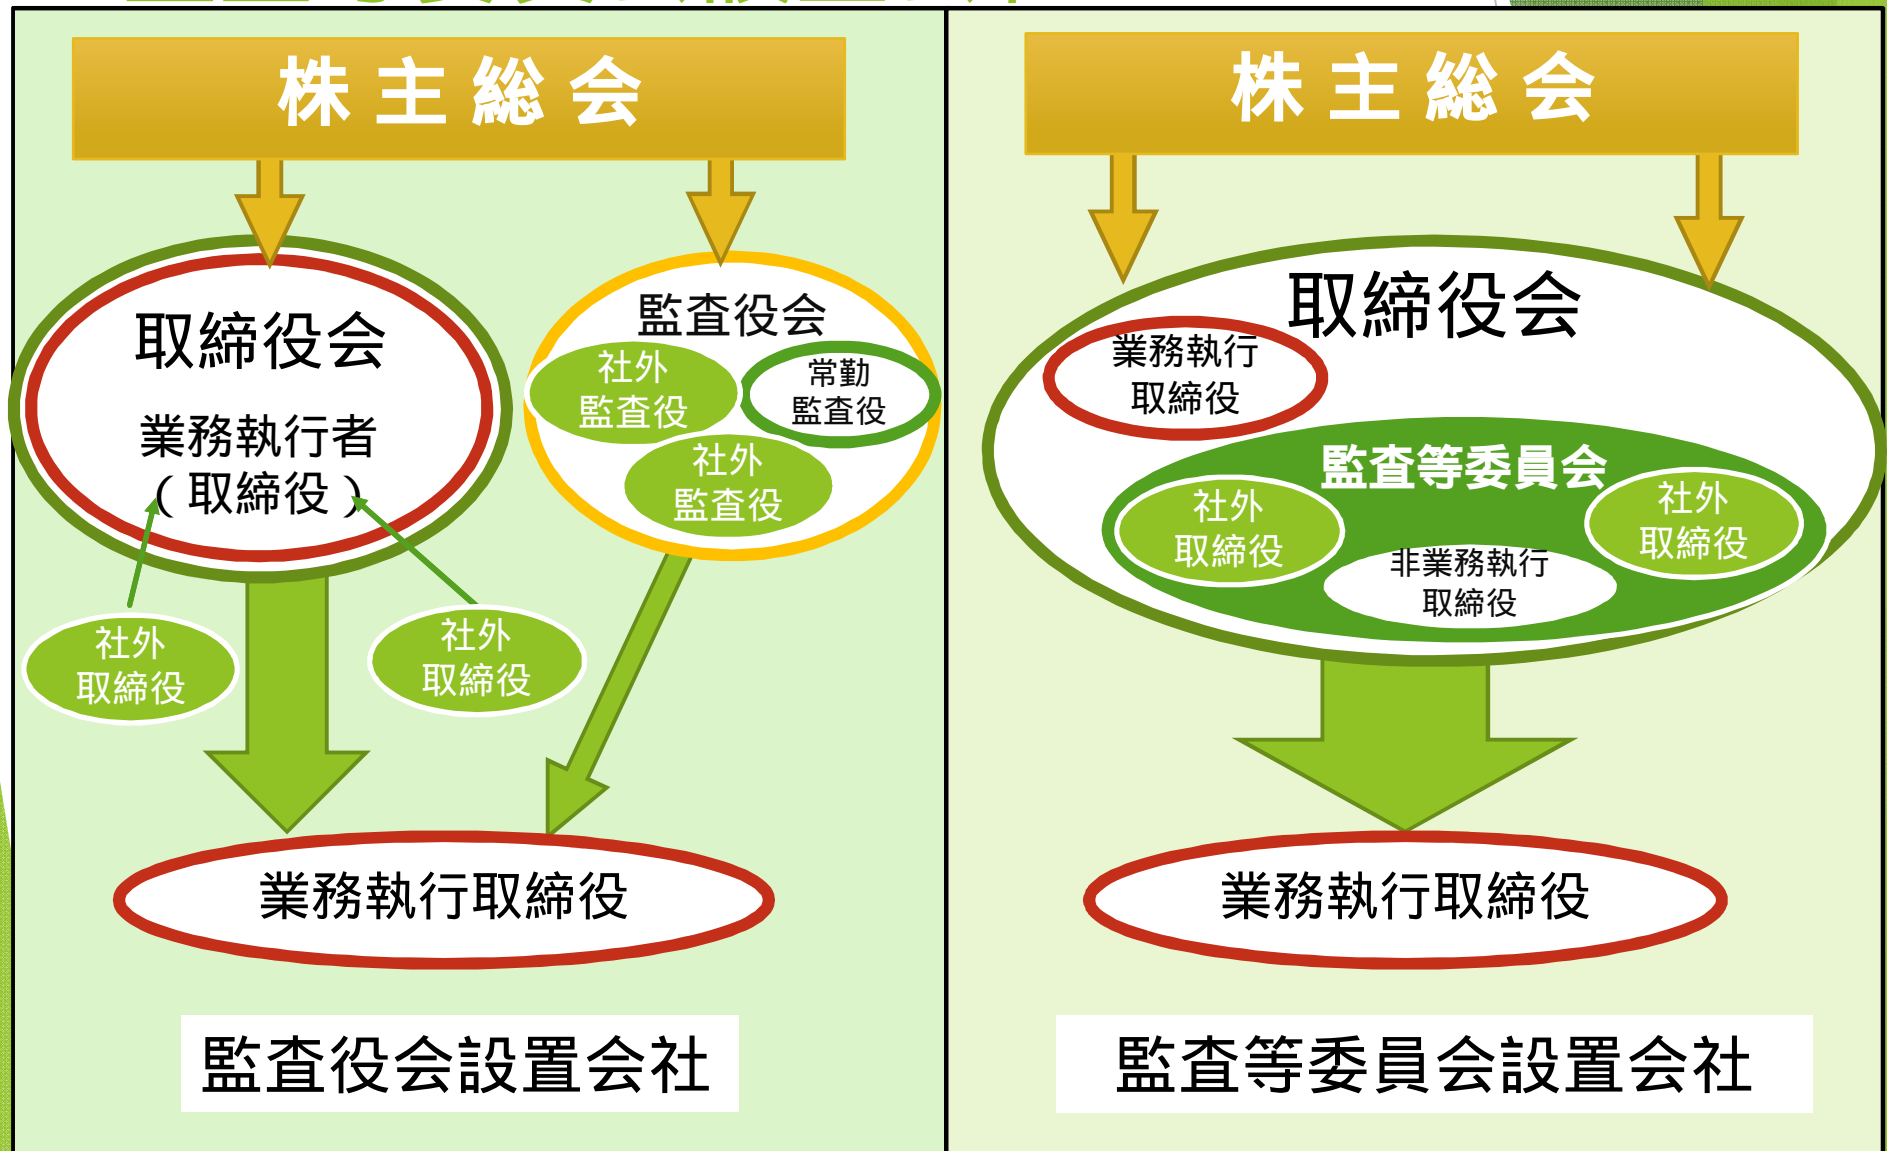 株主総会
取締役会
業務執行者
（取締役）
監査役会
社外
監査役
常勤
監査役
社外
監査役
社外
取締役
社外
取締役
業務執行取締役
監査役会設置会社
株主総会
取締役会
業務執行
取締役
監査等委員会
社外
取締役
社外
取締役
非業務執行
取締役
業務執行取締役
監査等委員会設置会社